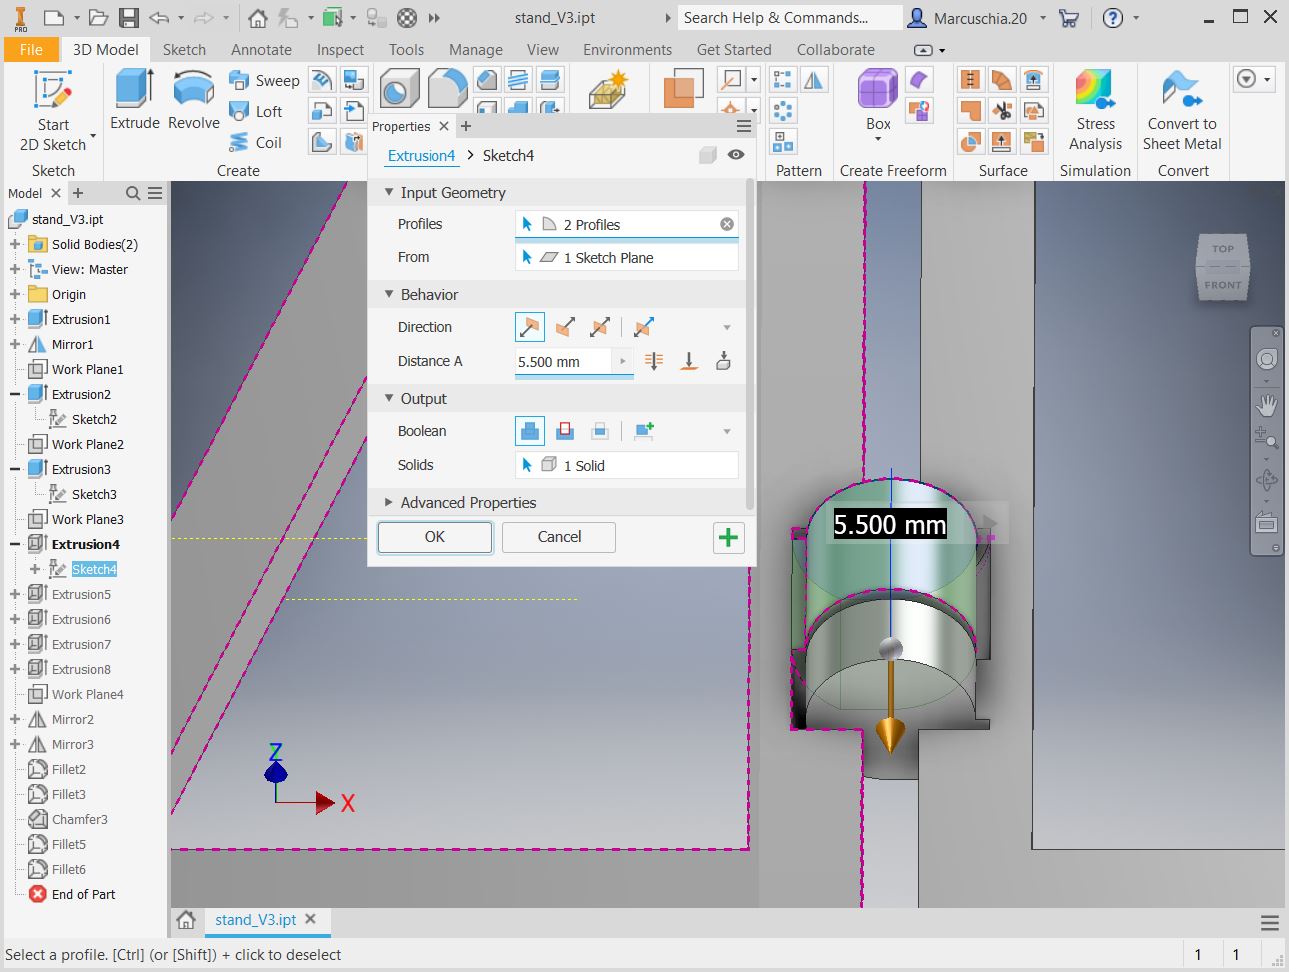 PRO
stand_V3.ipt
Search Help & Commands...
Marcuschia.20
File
3D Model
Sketch
Annotate
Inspect
Tools
Manage
View
Environments
Get Started
Collaborate
Start
2D Sketch
Extrude
Revolve
Sweep
Loft
Coil
Box
Stress
Analysis
Convert to
Sheet Metal
Sketch
Create
Pattern
Create Freeform
Surface
Simulation
Convert
Properties
Extrusion4 > Sketch4
Input Geometry
Profiles
2 Profiles
From
1 Sketch Plane
Behavior
Direction
Distance A
5.500 mm
Output
Boolean
Solids
1 Solid
Advanced Properties
OK
Cancel
Model
stand_V3.ipt
Solid Bodies(2)
View: Master
Origin
Extrusion1
Mirror1
Work Plane1
Extrusion2
Sketch2
Work Plane2
Extrusion3
Sketch3
Work Plane3
Extrusion4
Sketch4
Extrusion5
Extrusion6
Extrusion7
Extrusion8
Work Plane4
Mirror2
Mirror3
Fillet2
Fillet3
Chamfer3
Fillet5
Fillet6
End of Part
TOP
FRONT
5.500 mm
Z
X
stand_V3.ipt
Select a profile. [Ctrl] (or [Shift]) + click to deselect
1
1